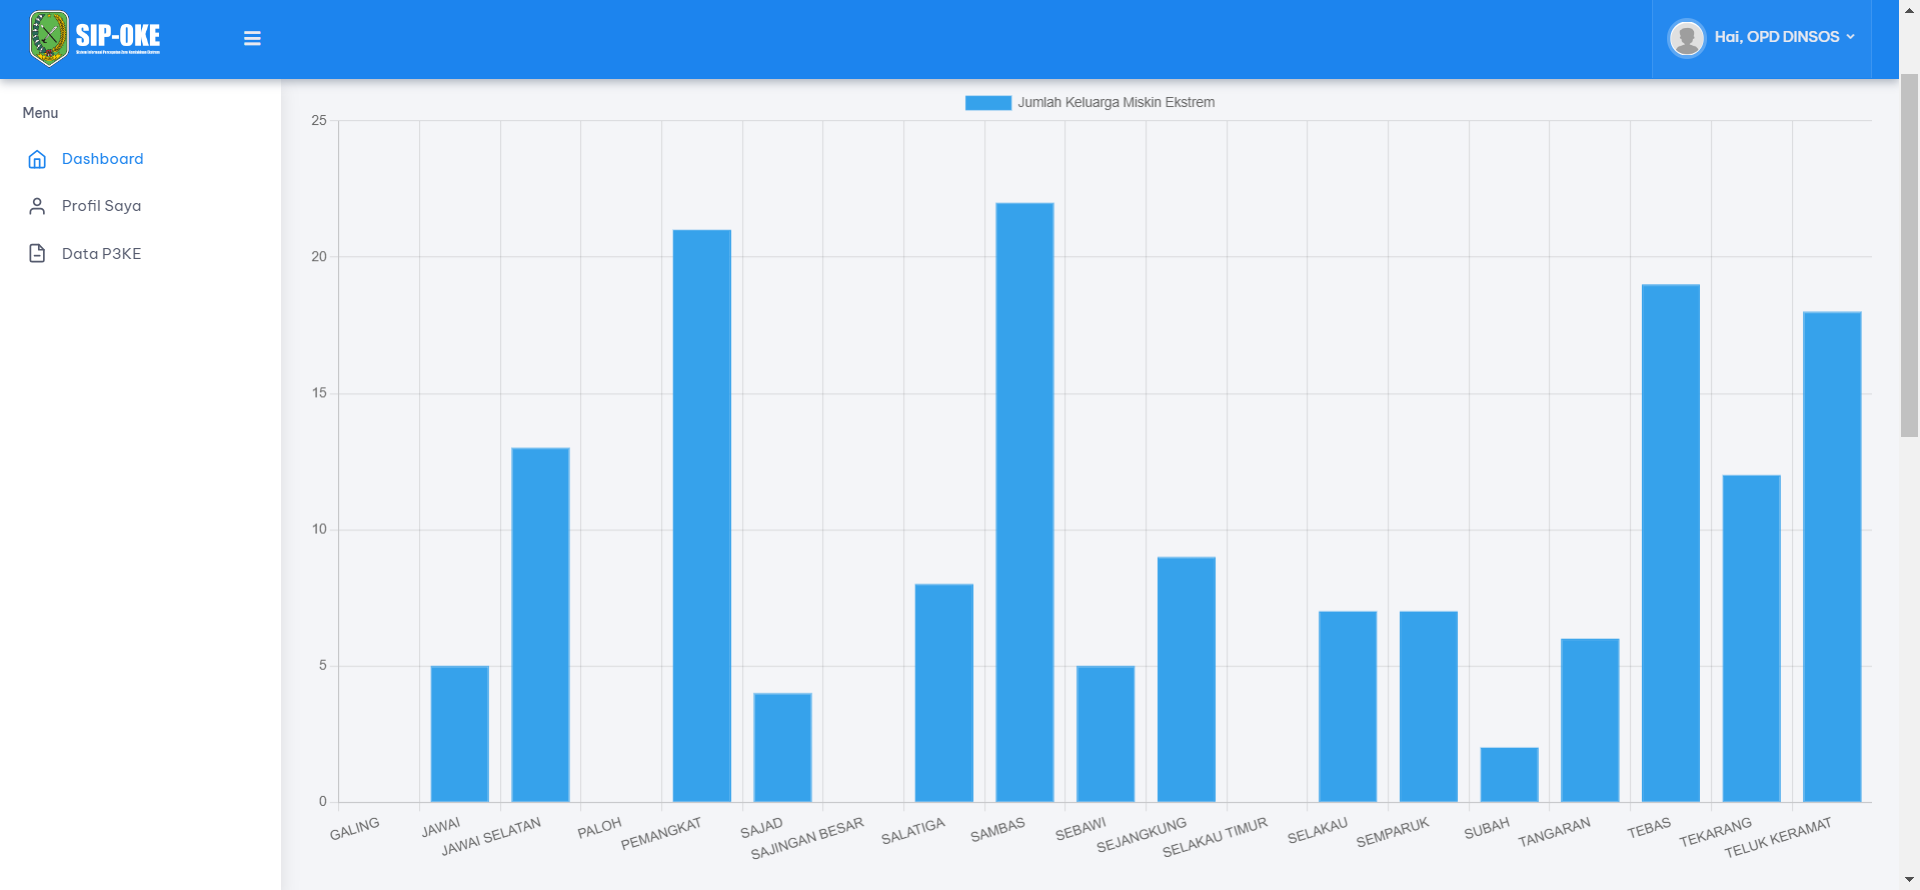 SIP-OKE
Hai, OPD DINSOS
Menu
Dashboard
Profil Saya
Data P3KE
Jumlah Keluarga Miskin Ekstrem
25
20
15
10
5
0
GALING
JAWAI
JAWAI SELATAN
PALOH
PEMANGKAT
SAJAD
SAJINGAN BESAR
SALATIGA
SAMBAS
SEBAWI
SEJANGKUNG
SELAKAU TIMUR
SELAKAU
SEMPARUK
SUBAH
TANGARAN
TEBAS
TEKARANG
TELUK KERAMAT